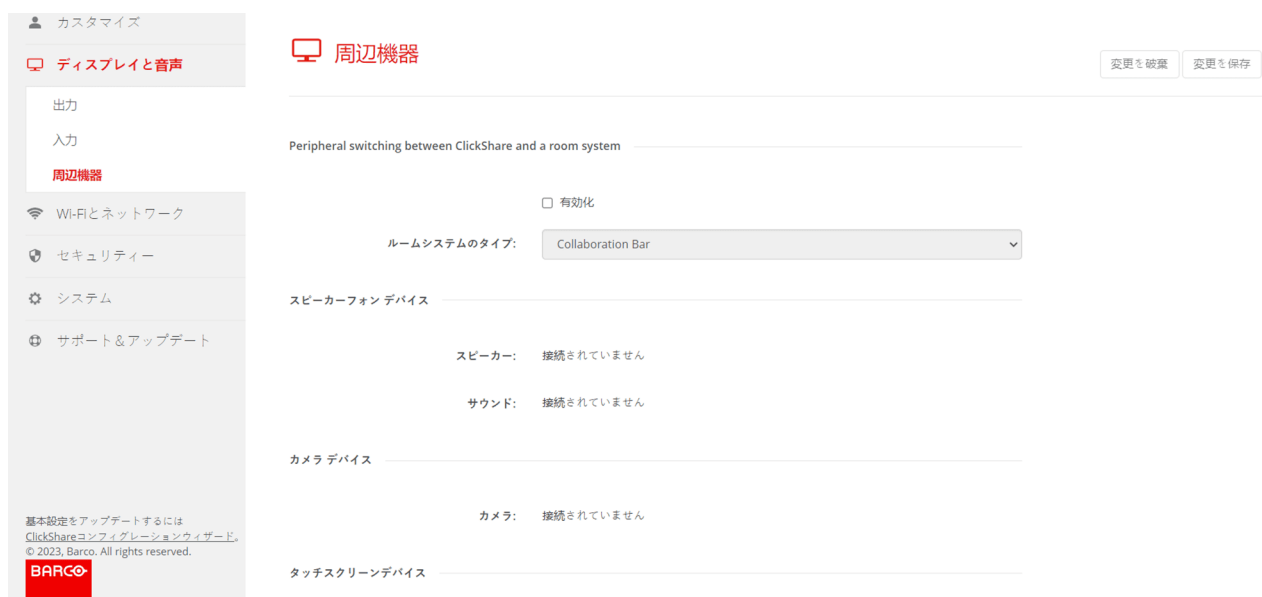 カスタマイズ
ディスプレイと音声
出力
入力
周辺機器
Wi-Fiとネットワーク
セキュリティー
システム
サポート＆アップデート
基本設定をアップデートするには
ClickShareコンフィグレーションウィザード。
© 2023, Barco. All rights reserved.
BARCO
周辺機器
変更を破棄
変更を保存
Peripheral switching between ClickShare and a room system
有効化
ルームシステムのタイプ: Collaboration Bar
スピーカーフォン デバイス
スピーカー: 接続されていません
サウンド: 接続されていません
カメラ デバイス
カメラ: 接続されていません
タッチスクリーンデバイス